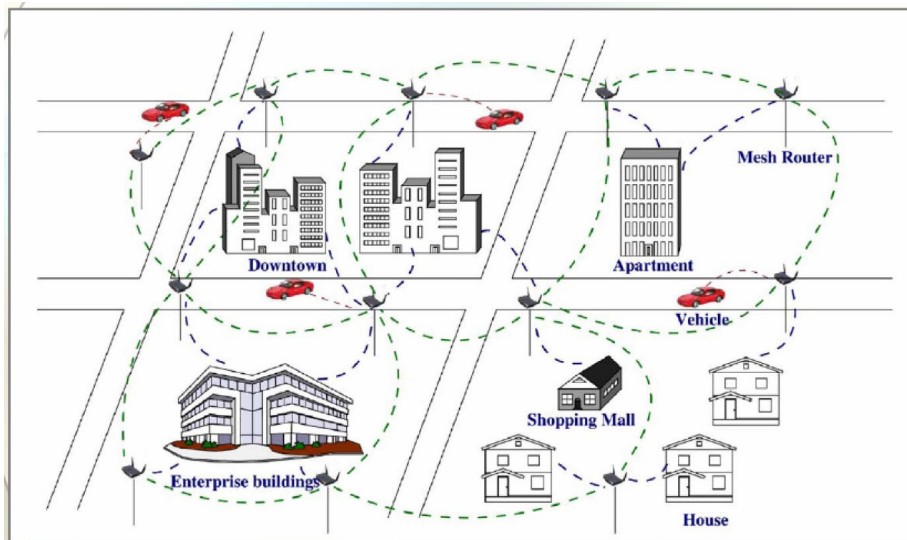 Mesh Router
Downtown
Apartment
Vehicle
Shopping Mall
Enterprise buildings
House